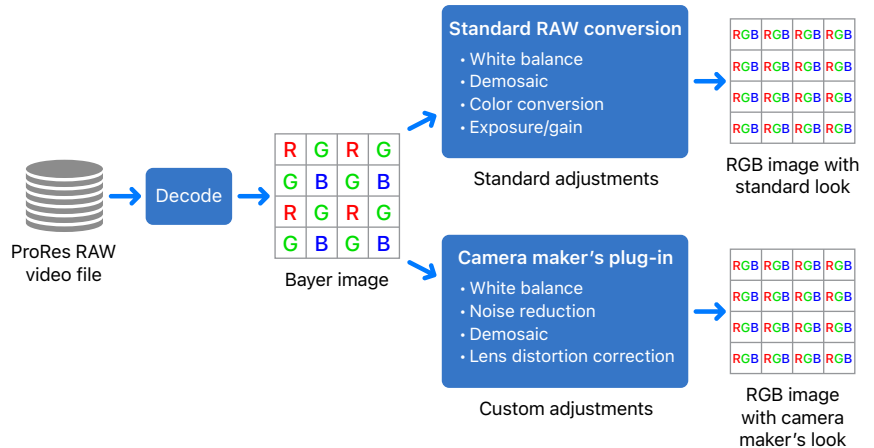 ProRes RAW
video file
Decode
R G R G
G B G B
R G R G
G B G B
Bayer image
Standard RAW conversion
• White balance
• Demosaic
• Color conversion
• Exposure/gain
Standard adjustments
RGB RGB RGB RGB
RGB RGB RGB RGB
RGB RGB RGB RGB
RGB RGB RGB RGB
RGB image with
standard look
Camera maker’s plug-in
• White balance
• Noise reduction
• Demosaic
• Lens distortion correction
Custom adjustments
RGB RGB RGB RGB
RGB RGB RGB RGB
RGB RGB RGB RGB
RGB RGB RGB RGB
RGB image
with camera
maker’s look